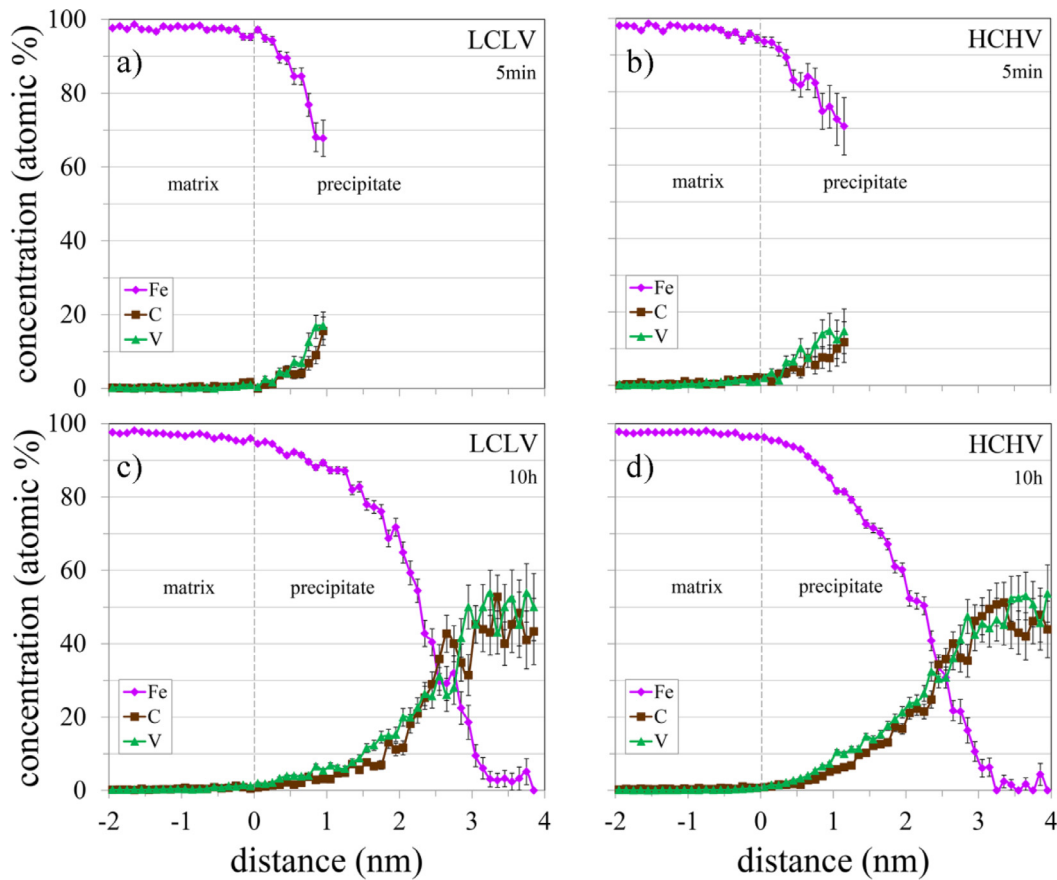 concentration (atomic %)
100
80
60
40
20
0
a)
LCLV
5min
matrix
precipitate
Fe
C
V
b)
HCHV
5min
matrix
precipitate
Fe
C
V
concentration (atomic %)
100
80
60
40
20
0
c)
LCLV
10h
matrix
precipitate
Fe
C
V
-2 -1 0 1 2 3 4
distance (nm)
d)
HCHV
10h
matrix
precipitate
Fe
C
V
-2 -1 0 1 2 3 4
distance (nm)